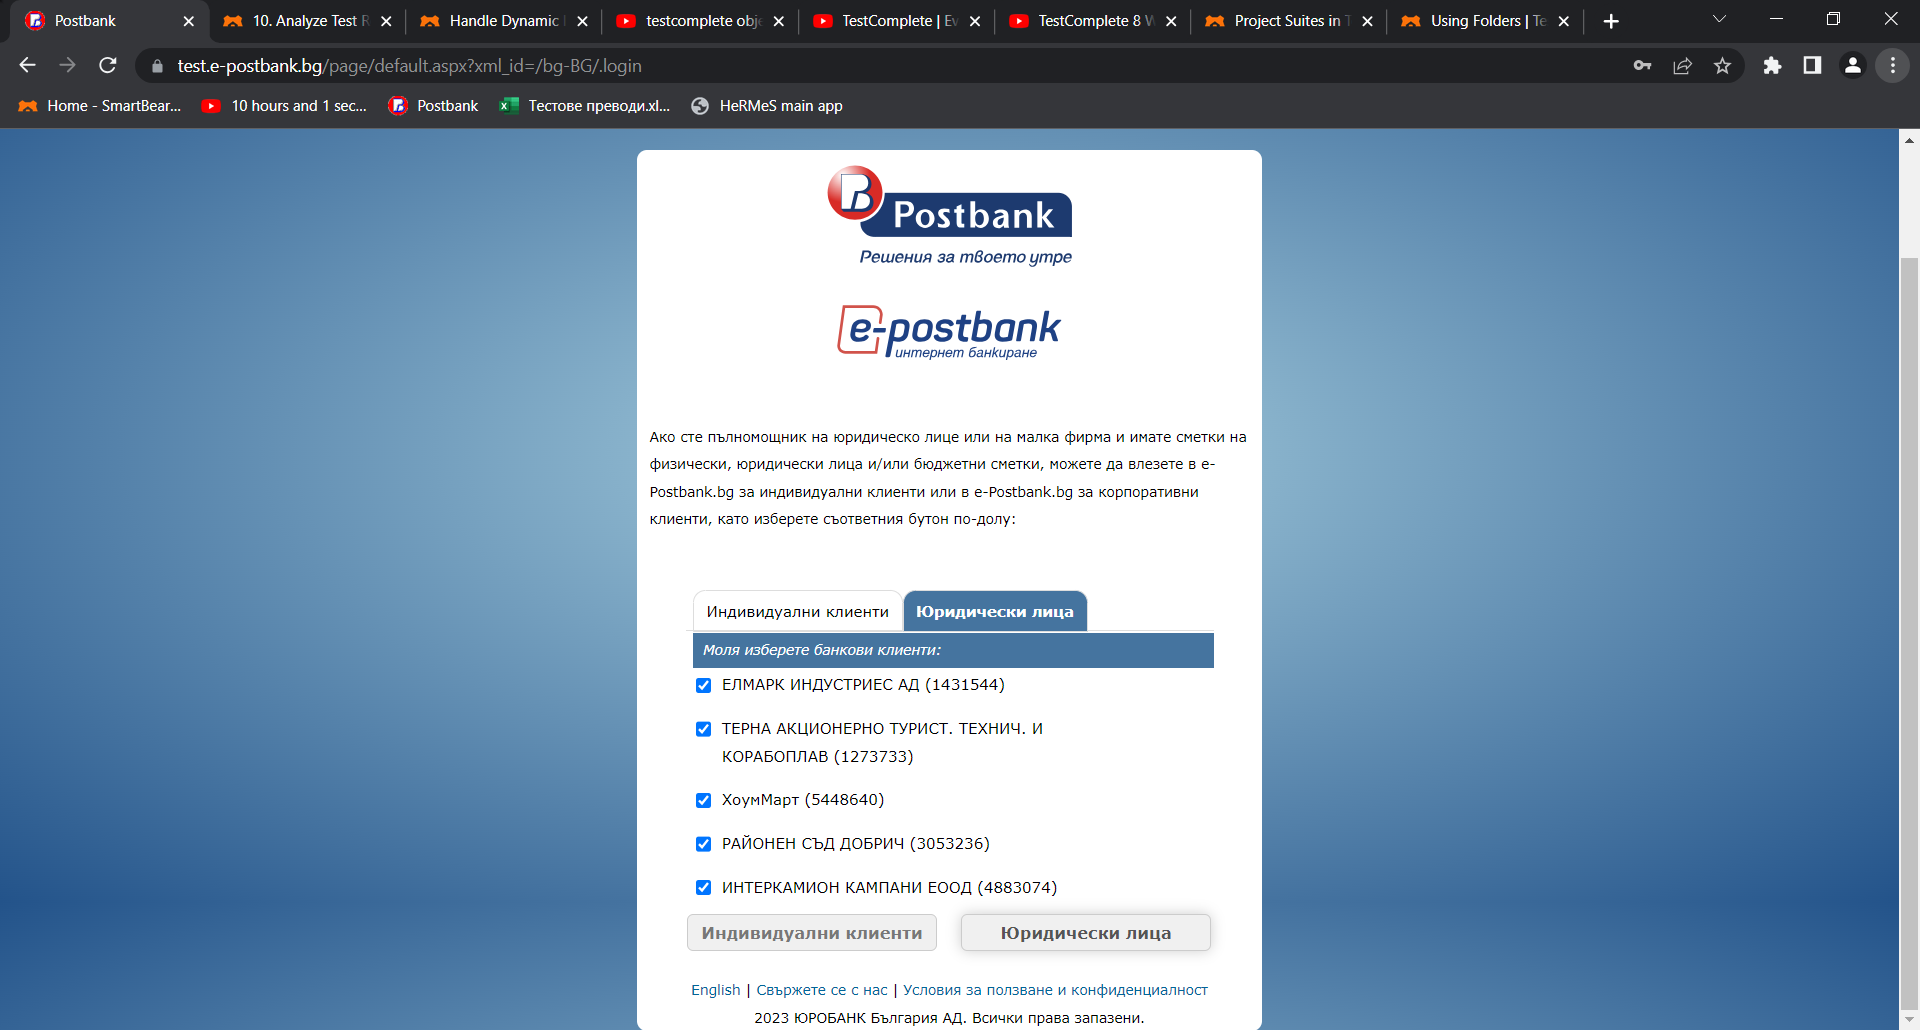 Postbank
10. Analyze Test R
Handle Dynamic
testcomplete obje
TestComplete | Ev
TestComplete 8 W
Project Suites in T
Using Folders | Te
test.e-postbank.bg/page/default.aspx?xml_id=/bg-BG/.login
Home - SmartBear...
10 hours and 1 sec...
Postbank
Тестове преводи.xl...
HeRMeS main app
Postbank
Решения за твоето утре
e-postbank
интернет банкиране
Ако сте пълномощник на юридическо лице или на малка фирма и имате сметки на
физически, юридически лица и/или бюджетни сметки, можете да влезете в e-
Postbank.bg за индивидуални клиенти или в e-Postbank.bg за корпоративни
клиенти, като изберете съответния бутон по-долу:
Индивидуални клиенти
Юридически лица
Моля изберете банкови клиенти:
ЕЛМАРК ИНДУСТРИЕС АД (1431544)
ТЕРНА АКЦИОНЕРНО ТУРИСТ. ТЕХНИЧ. И
КОРАБОПЛАВ (1273733)
ХоумМарт (5448640)
РАЙОНЕН СЪД ДОБРИЧ (3053236)
ИНТЕРКАМИОН КАМПАНИ ЕООД (4883074)
Индивидуални клиенти
Юридически лица
English | Свържете се с нас | Условия за ползване и конфиденциалност
2023 ЮРОБАНК България АД. Всички права запазени.